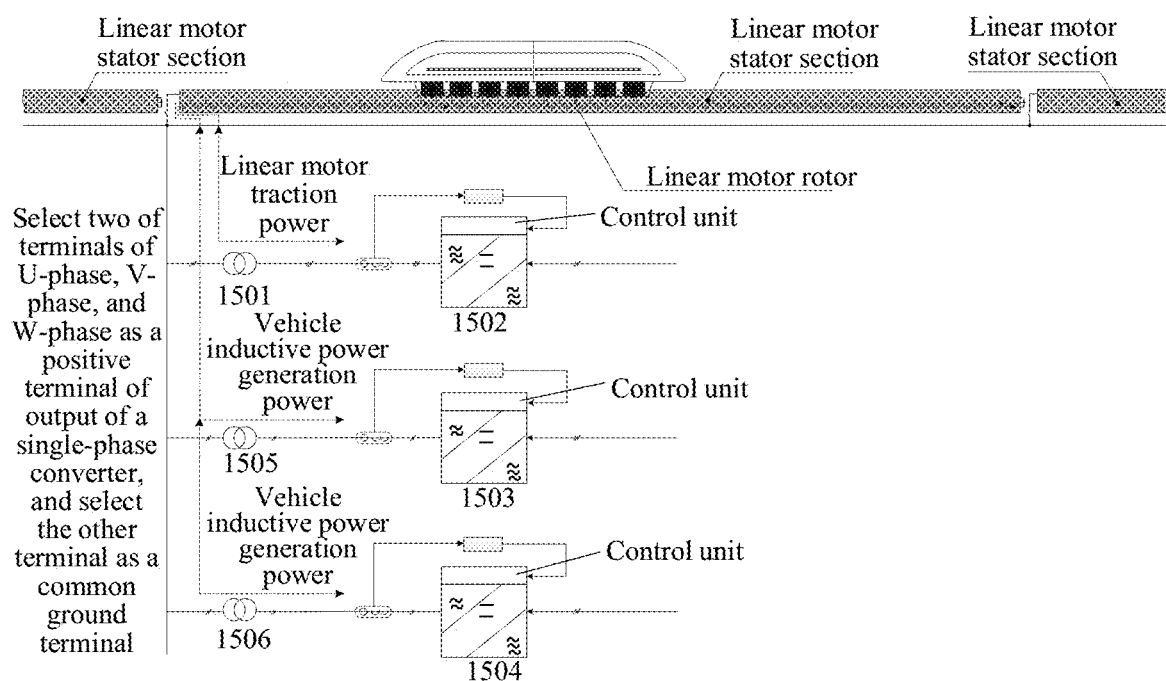 Linear motor
stator section
Linear motor
stator section
Linear motor
stator section
Linear motor rotor
Linear motor
traction
power
Control unit
1501
1502
Select two of
terminals of
U-phase, V-
phase, and
W-phase as a
positive
terminal of
output of a
single-phase
converter,
and select
the other
terminal as a
common
ground
terminal
Vehicle
inductive power
generation
power
Control unit
1505
1503
Vehicle
inductive power
generation
power
Control unit
1506
1504